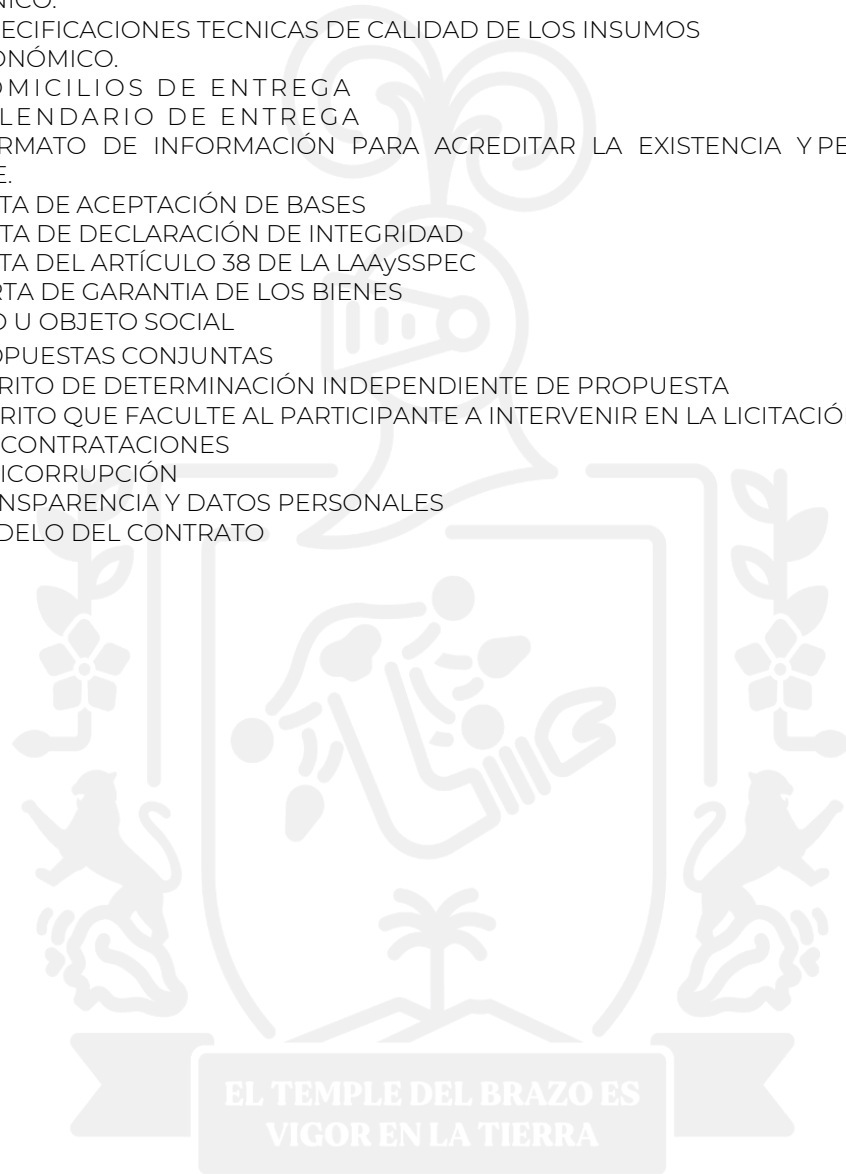 NICO.
ECIFICACIONES TECNICAS DE CALIDAD DE LOS INSUMOS
ONÓMICO.
OMICILIOS DE ENTREGA
LENDARIO DE ENTREGA
RMATO DE INFORMACIÓN PARA ACREDITAR LA EXISTENCIA Y PE
E.
TA DE ACEPTACIÓN DE BASES
TA DE DECLARACIÓN DE INTEGRIDAD
TA DEL ARTÍCULO 38 DE LA LAAySSPEC
RTA DE GARANTIA DE LOS BIENES
O U OBJETO SOCIAL
OPUESTAS CONJUNTAS
RITO DE DETERMINACIÓN INDEPENDIENTE DE PROPUESTA
RITO QUE FACULTE AL PARTICIPANTE A INTERVENIR EN LA LICITACIÓN
CONTRATACIONES
ICORRUPCIÓN
NSPARENCIA Y DATOS PERSONALES
DELO DEL CONTRATO
EL TEMPLE DEL BRAZO ES
VIGOR EN LA TIERRA